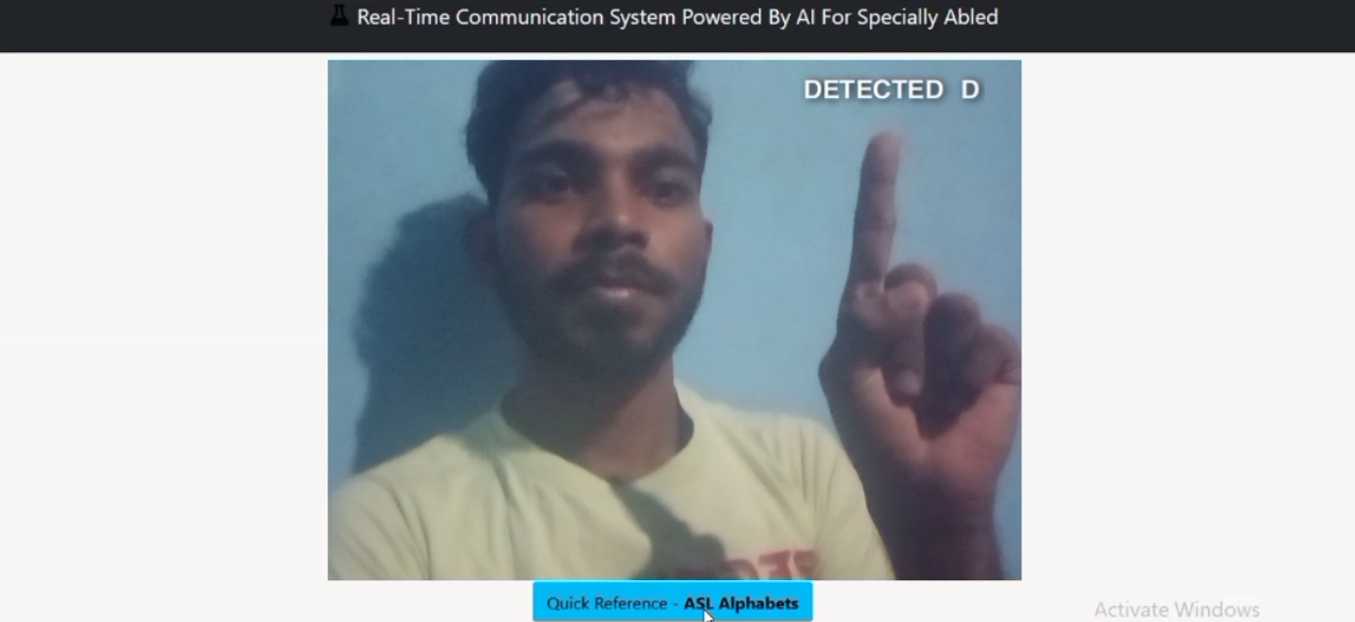 Real-Time Communication System Powered By AI For Specially Abled
DETECTED D
Quick Reference - ASL Alphabets
Activate Windows